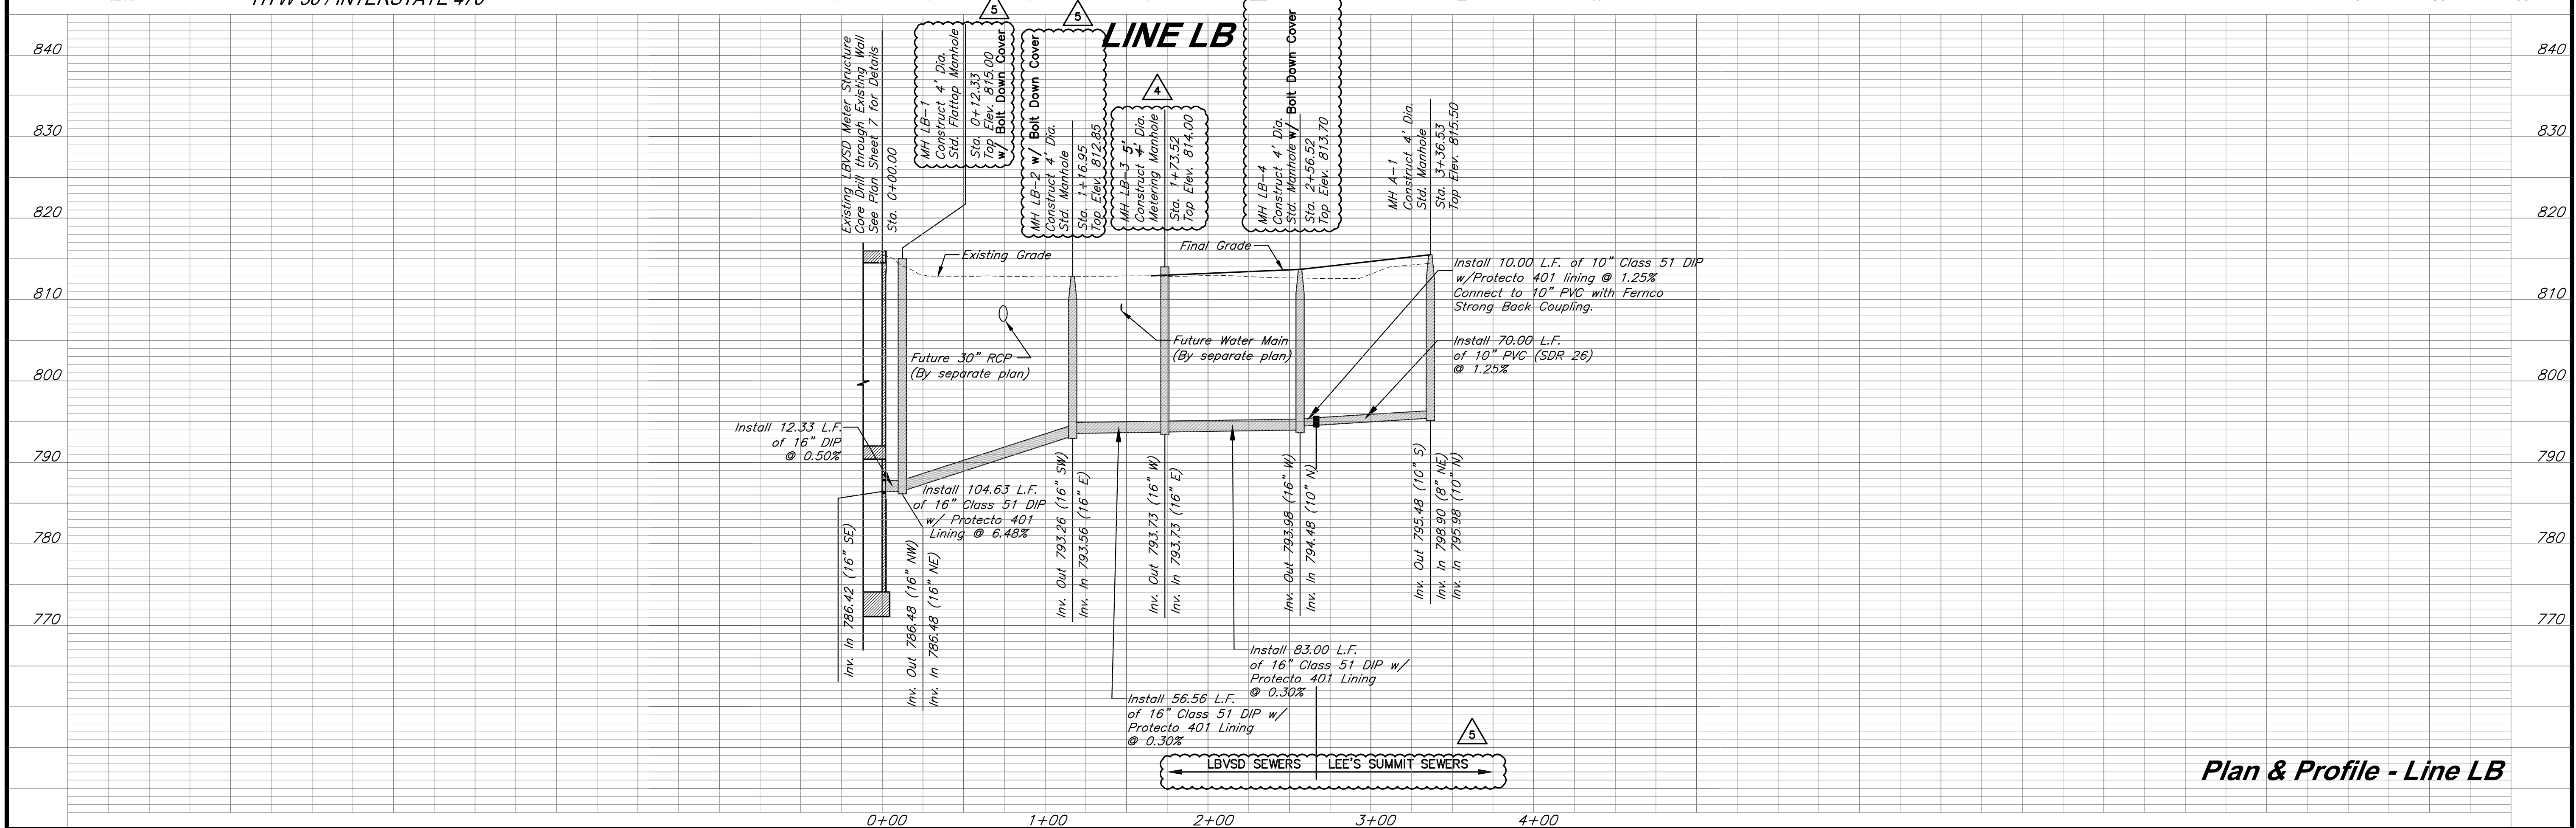 HWY 50 / INTERSTATE 470
LINE LB
840
830
820
810
800
790
780
770
Existing LBVSD Meter Structure
Core Drill through Existing Wall
See Plan Sheet 7 for Details
Sta. 0+00.00
5
MH LB-1
Construct 4' Dia.
Std. Flattop Manhole
Sta. 0+12.33
Top Elev. 815.00
w/ Bolt Down Cover
5
MH LB-2 w/ Bolt Down Cover
Construct 4' Dia.
Std. Manhole
Sta. 1+16.95
Top Elev. 812.85
4
MH LB-3 5'
Construct 4' Dia.
Metering Manhole
Sta. 1+73.52
Top Elev. 814.00
MH LB-4
Construct 4' Dia.
Std. Manhole w/ Bolt Down Cover
Sta. 2+56.52
Top Elev. 813.70
MH A-1
Construct 4' Dia.
Std. Manhole
Sta. 3+36.53
Top Elev. 815.50
Existing Grade
Final Grade
Future 30" RCP
(By separate plan)
Future Water Main
(By separate plan)
Install 10.00 L.F. of 10" Class 51 DIP
w/Protecto 401 lining @ 1.25%
Connect to 10" PVC with Fernco
Strong Back Coupling.
Install 70.00 L.F.
of 10" PVC (SDR 26)
@ 1.25%
Install 12.33 L.F.
of 16" DIP
@ 0.50%
Install 104.63 L.F.
of 16" Class 51 DIP
w/ Protecto 401
Lining @ 6.48%
Inv. In 786.42 (16" SE)
Inv. Out 786.48 (16" NW)
Inv. In 786.48 (16" NE)
Inv. Out 793.26 (16" SW)
Inv. In 793.56 (16" E)
Inv. Out 793.73 (16" W)
Inv. In 793.73 (16" E)
Inv. Out 793.98 (16" W)
Inv. In 794.48 (10" N)
Inv. Out 795.48 (10" S)
Inv. In 798.90 (8" NE)
Inv. In 795.98 (10" N)
Install 83.00 L.F.
of 16" Class 51 DIP w/
Protecto 401 Lining
@ 0.30%
Install 56.56 L.F.
of 16" Class 51 DIP w/
Protecto 401 Lining
@ 0.30%
5
LBVSD SEWERS LEE'S SUMMIT SEWERS
840
830
820
810
800
790
780
770
Plan & Profile - Line LB
0+00 1+00 2+00 3+00 4+00